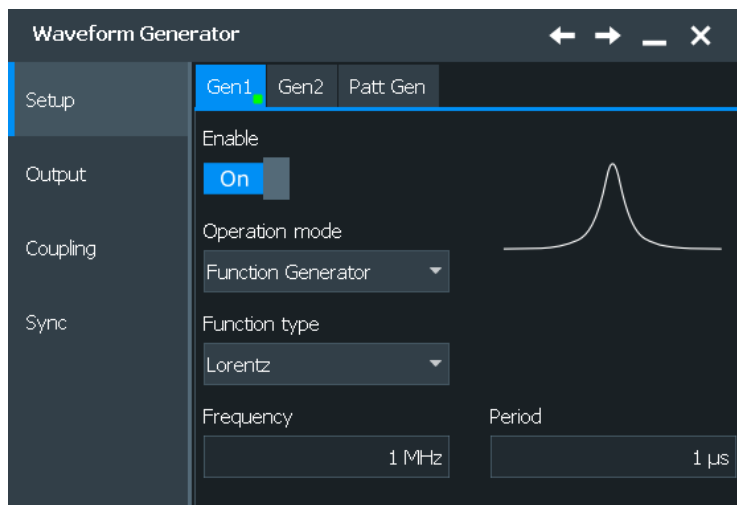 Waveform Generator
Setup
Output
Coupling
Sync
Gen1 Gen2 Patt Gen
Enable
On
Operation mode
Function Generator
Function type
Lorentz
Frequency Period
1 MHz 1 µs